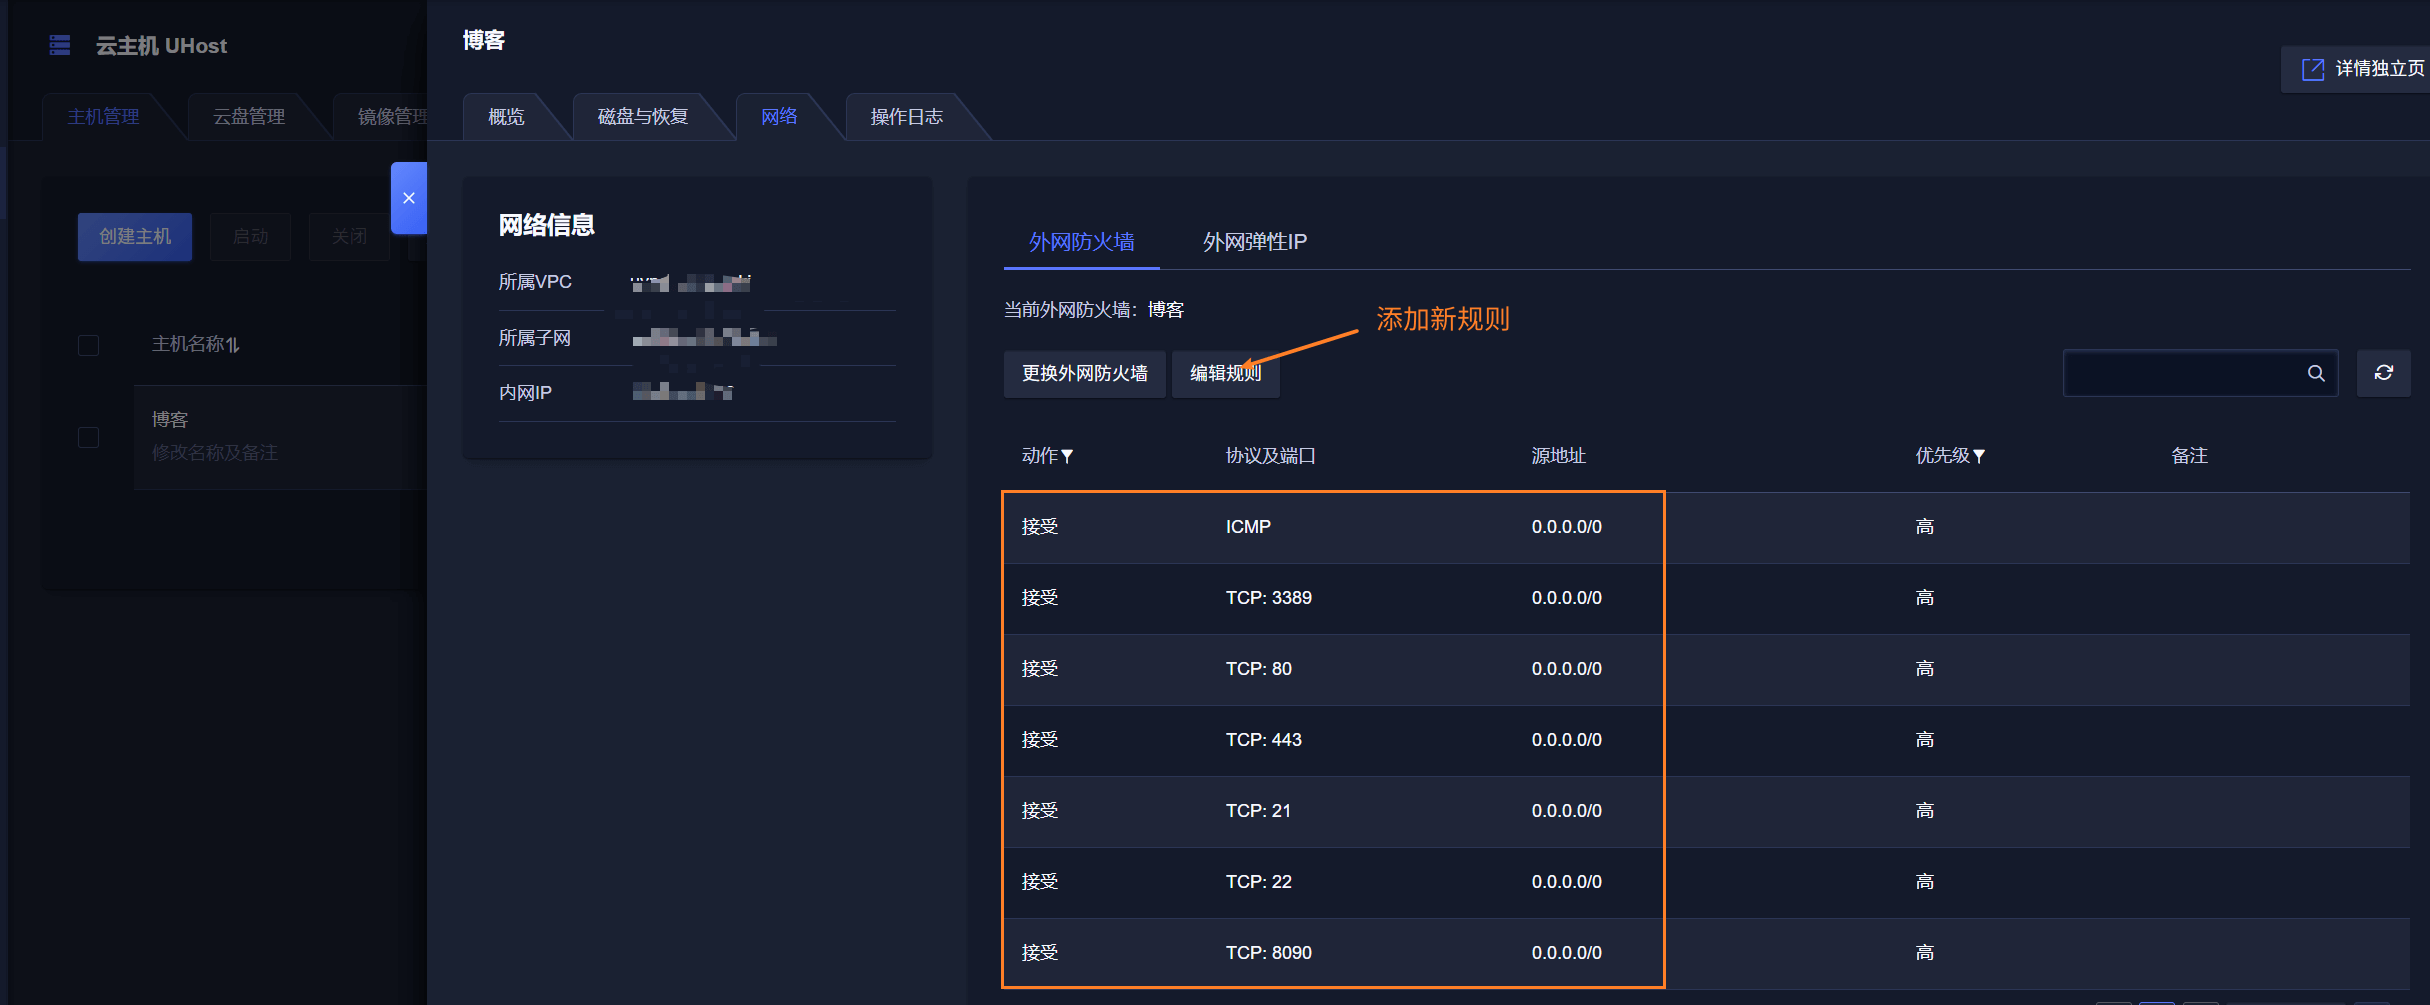 云主机 UHost
主机管理
云盘管理
镜像管理
创建主机
启动
关闭
主机名称
博客
修改名称及备注
博客
详情独立页
概览
磁盘与恢复
网络
操作日志
网络信息
所属VPC
所属子网
内网IP
外网防火墙
外网弹性IP
当前外网防火墙：博客
添加新规则
更换外网防火墙
编辑规则
动作 协议及端口 源地址 优先级 备注
接受 ICMP 0.0.0.0/0 高
接受 TCP: 3389 0.0.0.0/0 高
接受 TCP: 80 0.0.0.0/0 高
接受 TCP: 443 0.0.0.0/0 高
接受 TCP: 21 0.0.0.0/0 高
接受 TCP: 22 0.0.0.0/0 高
接受 TCP: 8090 0.0.0.0/0 高